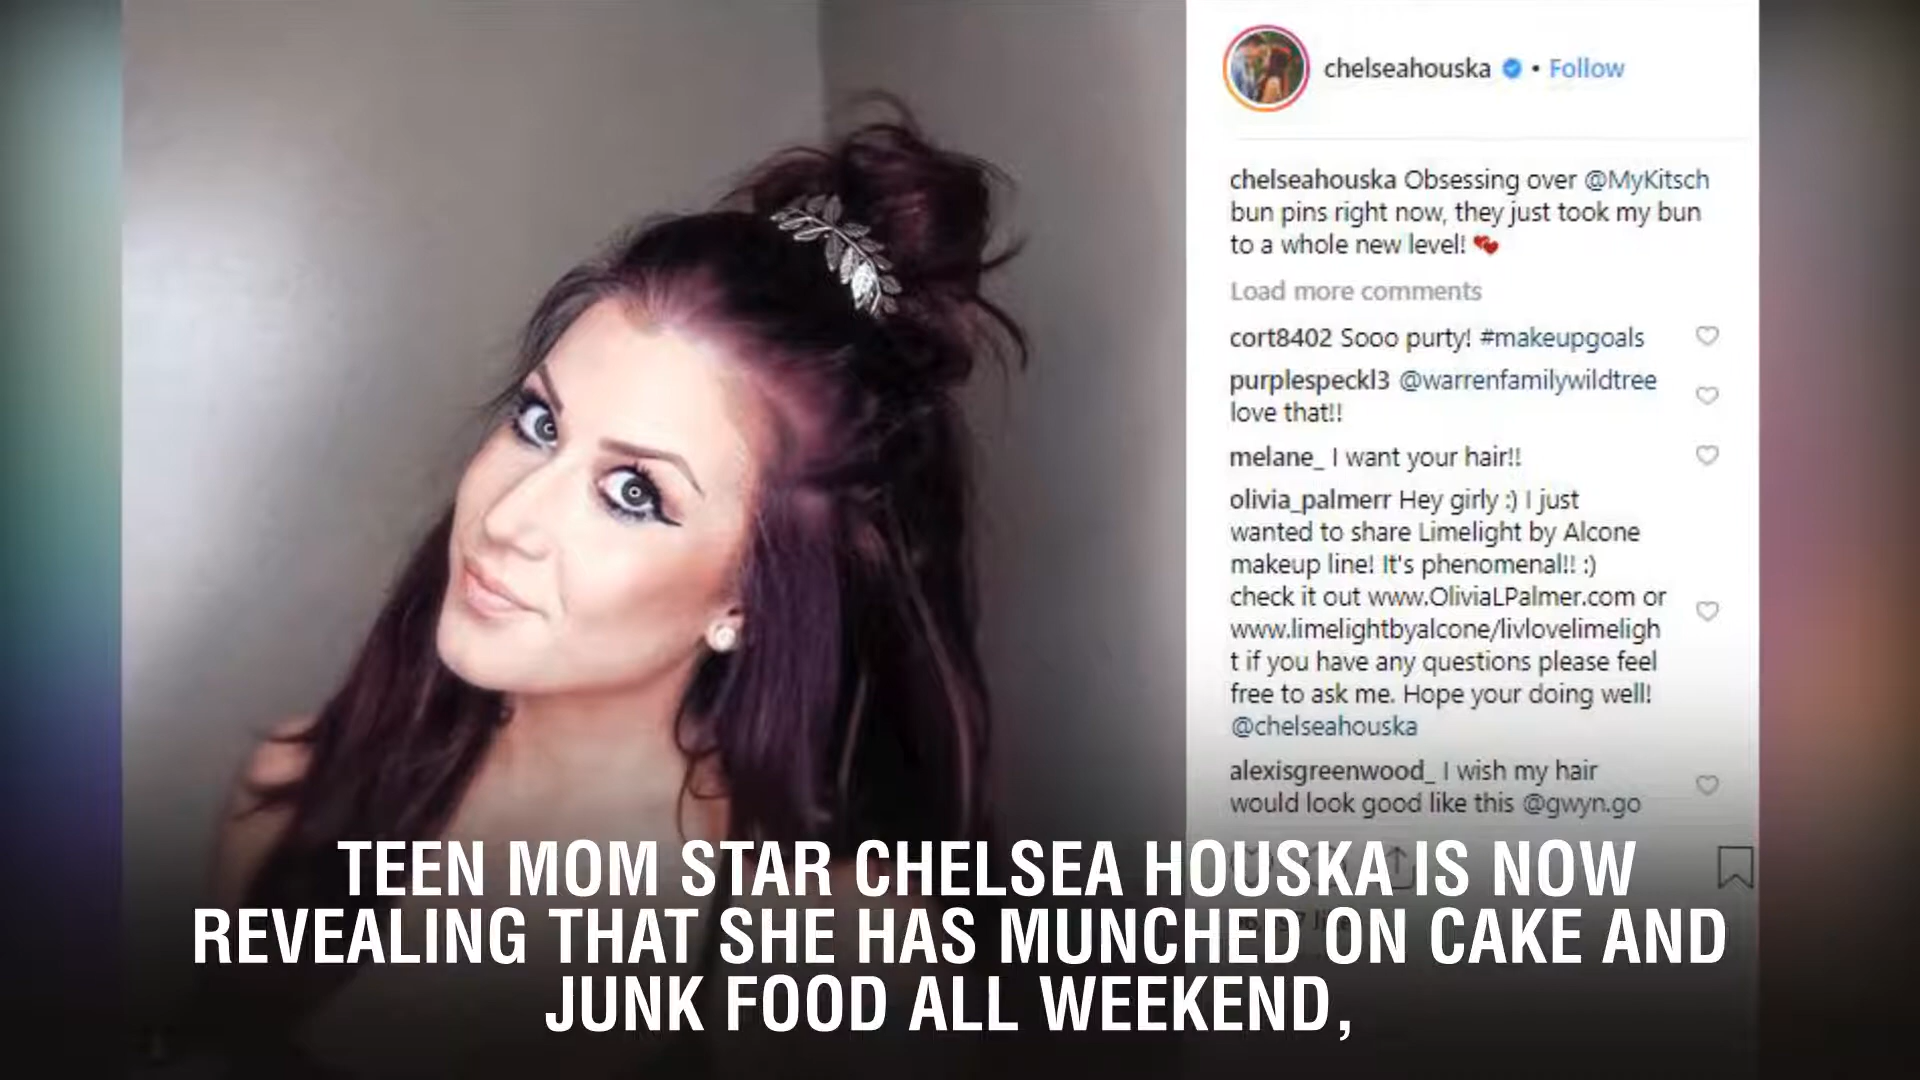 chelseahouska • Follow
chelseahouska Obsessing over @MyKitsch
bun pins right now, they just took my bun
to a whole new level!
Load more comments
cort8402 Sooo purty! #makeupgoals
purplespeckl3 @warrenfamilywildtree
love that!!
melane_ I want your hair!!
olivia_palmerr Hey girly :) I just
wanted to share Limelight by Alcone
makeup line! It's phenomenal!! :)
check it out www.OliviaLPalmer.com or
www.limelightbyalcone/livlovelimeligh
t if you have any questions please feel
free to ask me. Hope your doing well!
@chelseahouska
alexisgreenwood_ I wish my hair
would look good like this @gwyn.go
TEEN MOM STAR CHELSEA HOUSKA IS NOW
REVEALING THAT SHE HAS MUNCHED ON CAKE AND
JUNK FOOD ALL WEEKEND,